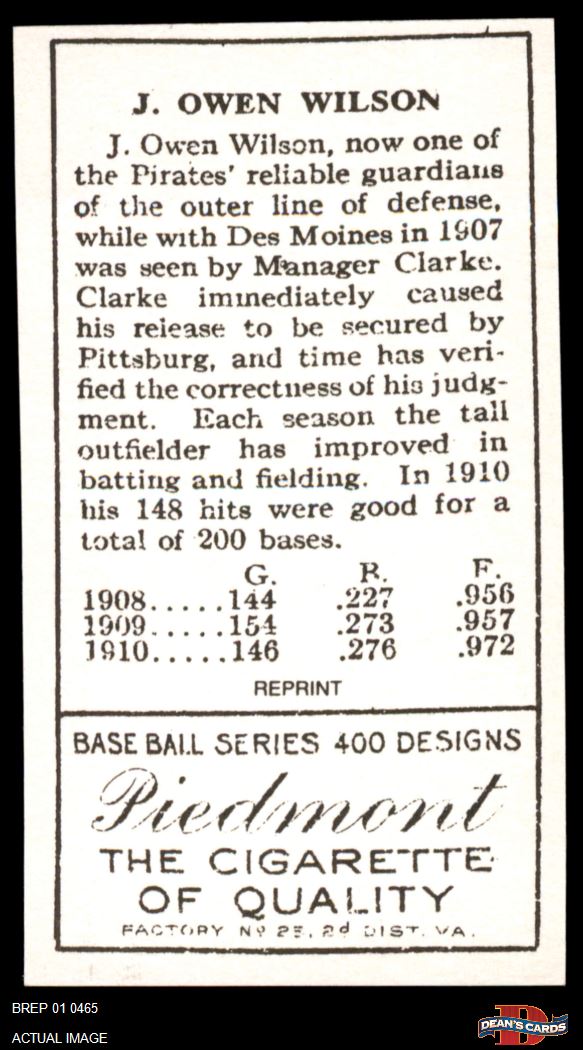 J. OWEN WILSON
J. Owen Wilson, now one of
the Pirates' reliable guardians
of the outer line of defense,
while with Des Moines in 1907
was seen by Manager Clarke.
Clarke immediately caused
his release to be secured by
Pittsburg, and time has veri-
fied the correctness of his judg-
ment. Each season the tall
outfielder has improved in
batting and fielding. In 1910
his 148 hits were good for a
total of 200 bases.
G. B. F.
1908.....144 .227 .956
1909.....154 .273 .957
1910.....146 .276 .972
REPRINT
BASE BALL SERIES 400 DESIGNS
Piedmont
THE CIGARETTE
OF QUALITY
FACTORY Nº 25, 2d DIST. VA.
BREP 01 0465
ACTUAL IMAGE
D
DEAN'S CARDS